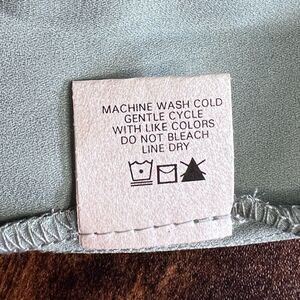 MACHINE WASH COLD
GENTLE CYCLE
WITH LIKE COLORS
DO NOT BLEACH
LINE DRY